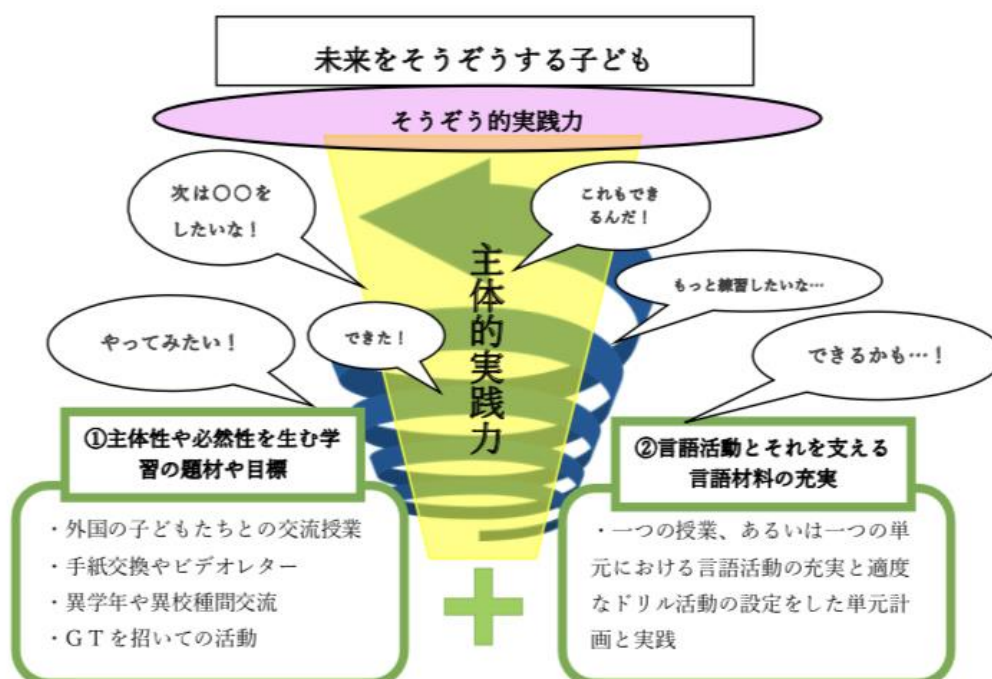 未来をそうぞうする子ども
そうぞう的実践力
次は〇〇を
したいな！
これもでき
るんだ！
もっと練習したいな…
やってみたい！
できた！
できるかも…！
主体的実践力
①主体性や必然性を生む学
習の題材や目標
・外国の子どもたちとの交流授業
・手紙交換やビデオレター
・異学年や異校種間交流
・ＧＴを招いての活動
②言語活動とそれを支える
言語材料の充実
・一つの授業、あるいは一つの単
元における言語活動の充実と適度
なドリル活動の設定をした単元計
画と実践